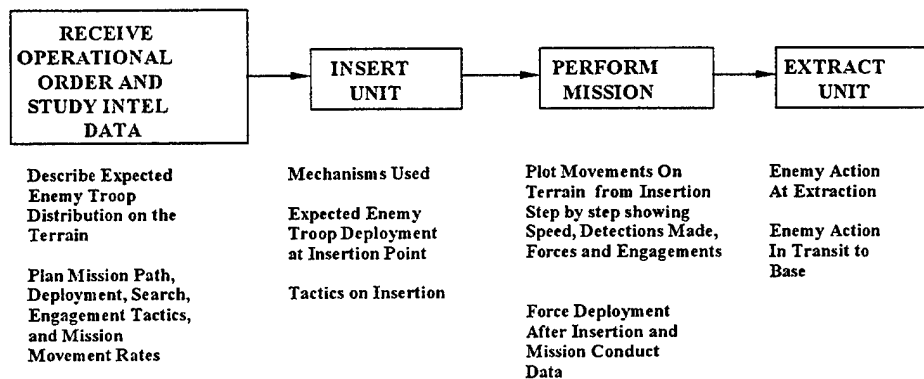 RECEIVE
OPERATIONAL
ORDER AND
STUDY INTEL
DATA
INSERT
UNIT
PERFORM
MISSION
EXTRACT
UNIT
Describe Expected
Enemy Troop
Distribution on the
Terrain
Plan Mission Path,
Deployment, Search,
Engagement Tactics,
and Mission
Movement Rates
Mechanisms Used
Expected Enemy
Troop Deployment
at Insertion Point
Tactics on Insertion
Plot Movements On
Terrain from Insertion
Step by step showing
Speed, Detections Made,
Forces and Engagements
Force Deployment
After Insertion and
Mission Conduct
Data
Enemy Action
At Extraction
Enemy Action
In Transit to
Base